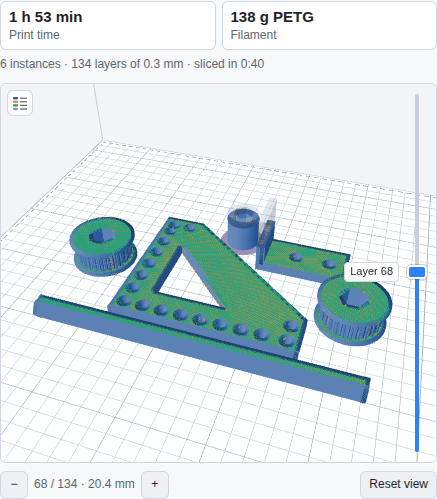 1 h 53 min
Print time
138 g PETG
Filament
6 instances · 134 layers of 0.3 mm · sliced in 0:40
Layer 68
− 68 / 134 · 20.4 mm + Reset view